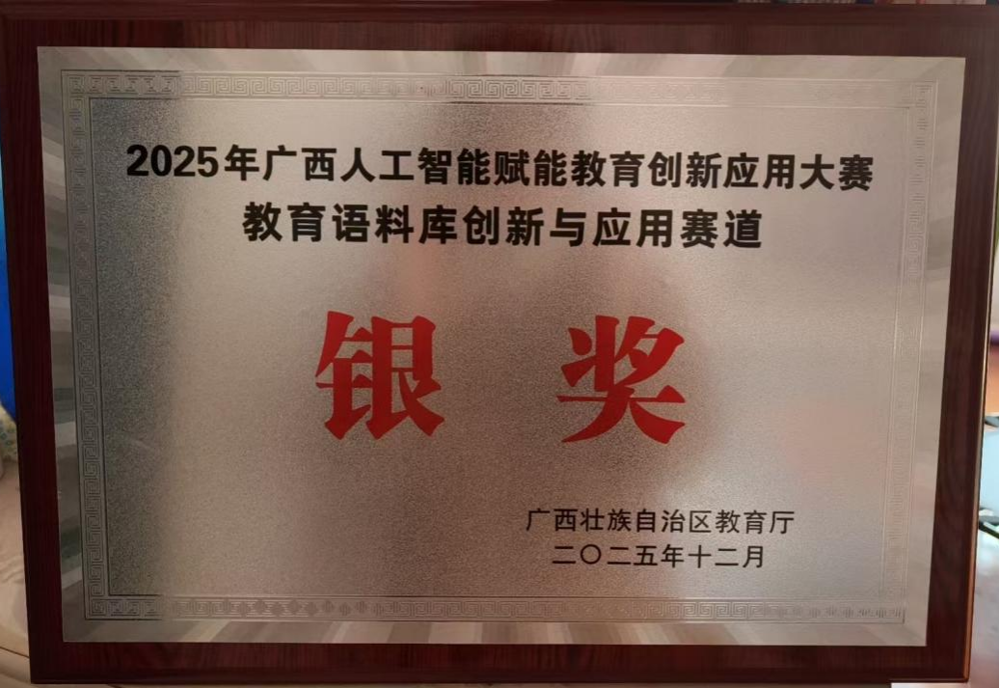 2025年广西人工智能赋能教育创新应用大赛
教育语料库创新与应用赛道
银奖
广西壮族自治区教育厅
二〇二五年十二月